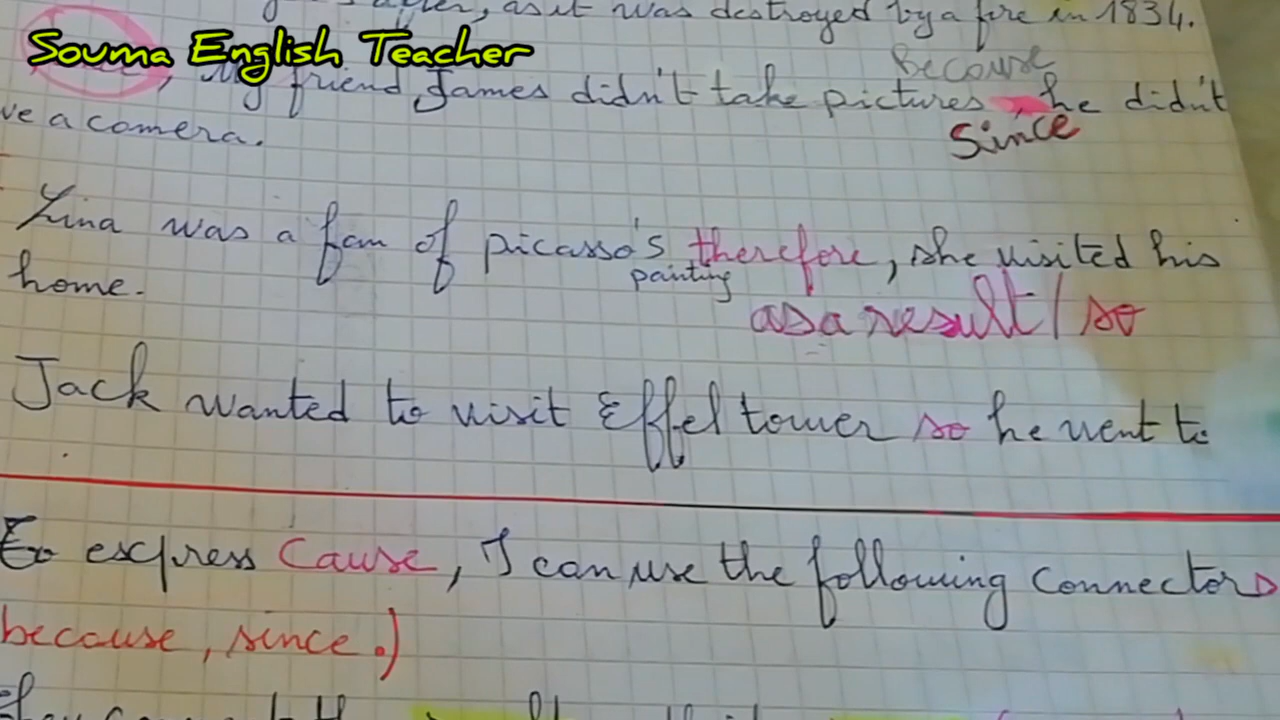 as it was destroyed by a fire in 1834.
Souma English Teacher
Because
, My friend James didn't take pictures, he didn't
ve a camera.
Since
Lina was a fan of picasso's therefore, she visited his
painting
home.
as a result / so
Jack wanted to visit Effel tower so he went to
To express Cause, I can use the following connectors
because, since.)